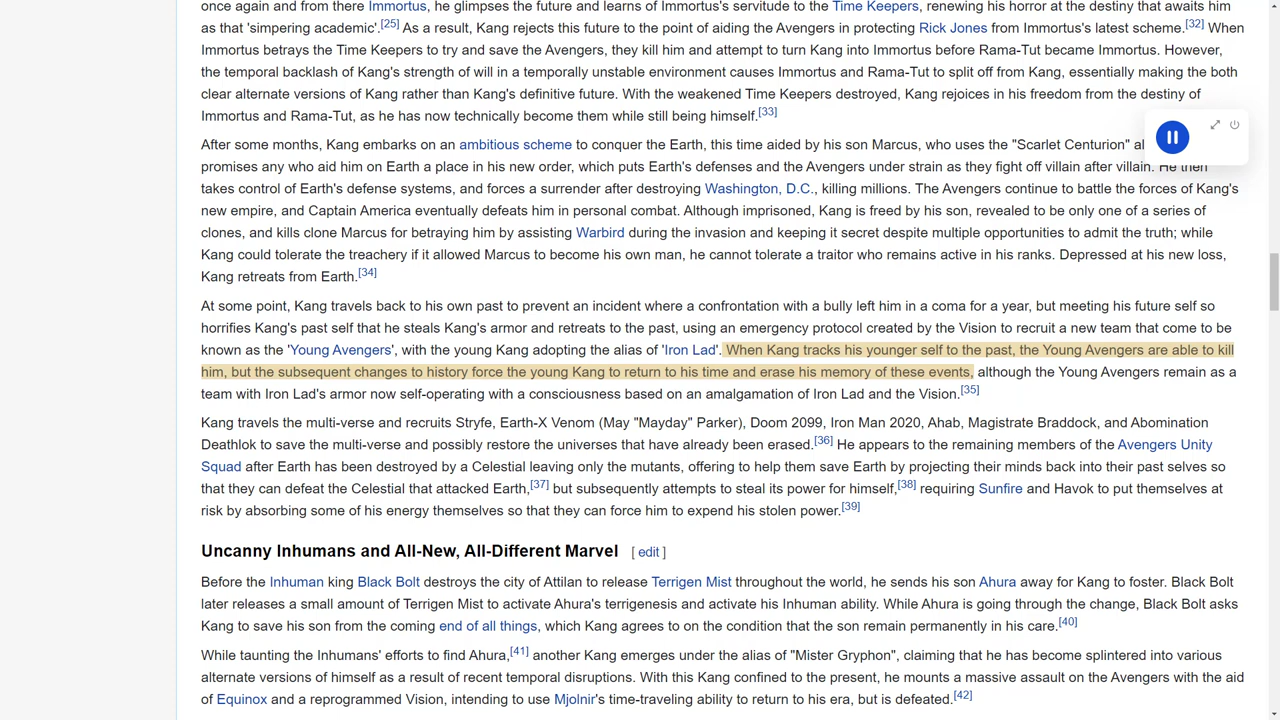 once again and from there Immortus, he glimpses the future and learns of Immortus's servitude to the Time Keepers, renewing his horror at the destiny that awaits him
as that 'simpering academic'.[25] As a result, Kang rejects this future to the point of aiding the Avengers in protecting Rick Jones from Immortus's latest scheme.[32] When
Immortus betrays the Time Keepers to try and save the Avengers, they kill him and attempt to turn Kang into Immortus before Rama-Tut became Immortus. However,
the temporal backlash of Kang's strength of will in a temporally unstable environment causes Immortus and Rama-Tut to split off from Kang, essentially making the both
clear alternate versions of Kang rather than Kang's definitive future. With the weakened Time Keepers destroyed, Kang rejoices in his freedom from the destiny of
Immortus and Rama-Tut, as he has now technically become them while still being himself.[33]
After some months, Kang embarks on an ambitious scheme to conquer the Earth, this time aided by his son Marcus, who uses the "Scarlet Centurion" al
promises any who aid him on Earth a place in his new order, which puts Earth's defenses and the Avengers under strain as they fight off villain after villain. He then
takes control of Earth's defense systems, and forces a surrender after destroying Washington, D.C., killing millions. The Avengers continue to battle the forces of Kang's
new empire, and Captain America eventually defeats him in personal combat. Although imprisoned, Kang is freed by his son, revealed to be only one of a series of
clones, and kills clone Marcus for betraying him by assisting Warbird during the invasion and keeping it secret despite multiple opportunities to admit the truth; while
Kang could tolerate the treachery if it allowed Marcus to become his own man, he cannot tolerate a traitor who remains active in his ranks. Depressed at his new loss,
Kang retreats from Earth.[34]
At some point, Kang travels back to his own past to prevent an incident where a confrontation with a bully left him in a coma for a year, but meeting his future self so
horrifies Kang's past self that he steals Kang's armor and retreats to the past, using an emergency protocol created by the Vision to recruit a new team that come to be
known as the 'Young Avengers', with the young Kang adopting the alias of 'Iron Lad'. When Kang tracks his younger self to the past, the Young Avengers are able to kill
him, but the subsequent changes to history force the young Kang to return to his time and erase his memory of these events, although the Young Avengers remain as a
team with Iron Lad's armor now self-operating with a consciousness based on an amalgamation of Iron Lad and the Vision.[35]
Kang travels the multi-verse and recruits Stryfe, Earth-X Venom (May "Mayday" Parker), Doom 2099, Iron Man 2020, Ahab, Magistrate Braddock, and Abomination
Deathlok to save the multi-verse and possibly restore the universes that have already been erased.[36] He appears to the remaining members of the Avengers Unity
Squad after Earth has been destroyed by a Celestial leaving only the mutants, offering to help them save Earth by projecting their minds back into their past selves so
that they can defeat the Celestial that attacked Earth,[37] but subsequently attempts to steal its power for himself,[38] requiring Sunfire and Havok to put themselves at
risk by absorbing some of his energy themselves so that they can force him to expend his stolen power.[39]
Uncanny Inhumans and All-New, All-Different Marvel [ edit ]
Before the Inhuman king Black Bolt destroys the city of Attilan to release Terrigen Mist throughout the world, he sends his son Ahura away for Kang to foster. Black Bolt
later releases a small amount of Terrigen Mist to activate Ahura's terrigenesis and activate his Inhuman ability. While Ahura is going through the change, Black Bolt asks
Kang to save his son from the coming end of all things, which Kang agrees to on the condition that the son remain permanently in his care.[40]
While taunting the Inhumans' efforts to find Ahura,[41] another Kang emerges under the alias of "Mister Gryphon", claiming that he has become splintered into various
alternate versions of himself as a result of recent temporal disruptions. With this Kang confined to the present, he mounts a massive assault on the Avengers with the aid
of Equinox and a reprogrammed Vision, intending to use Mjolnir's time-traveling ability to return to his era, but is defeated.[42]